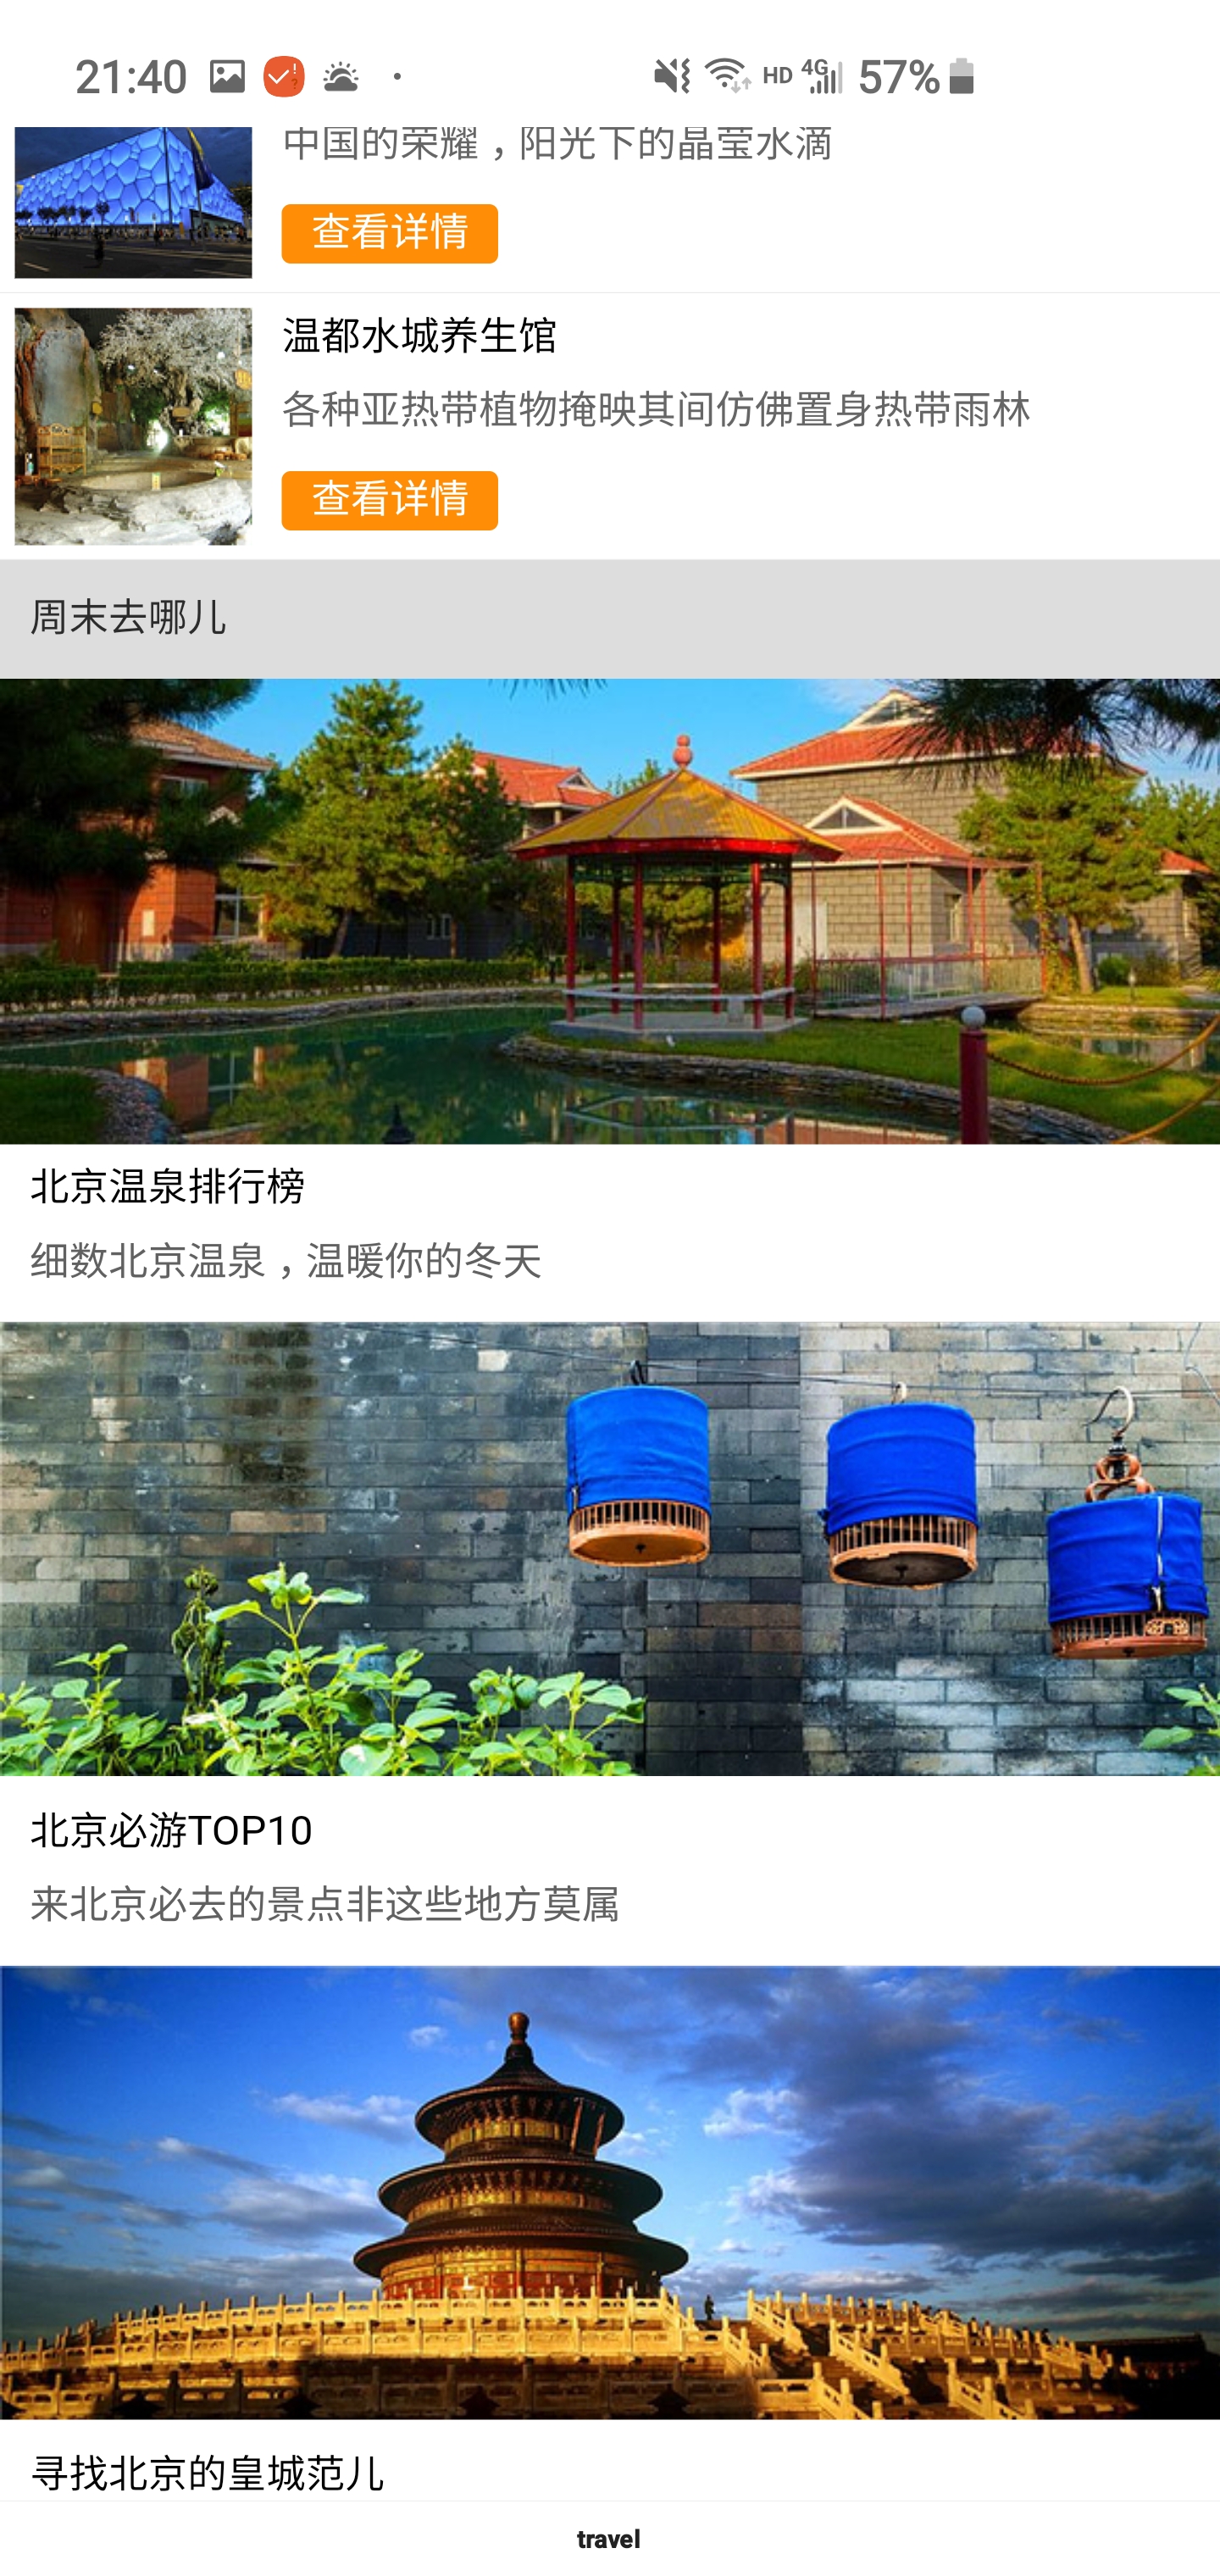 21:40
HD 4G 57%
中国的荣耀，阳光下的晶莹水滴
查看详情
温都水城养生馆
各种亚热带植物掩映其间仿佛置身热带雨林
查看详情
周末去哪儿
北京温泉排行榜
细数北京温泉，温暖你的冬天
北京必游TOP10
来北京必去的景点非这些地方莫属
寻找北京的皇城范儿
travel